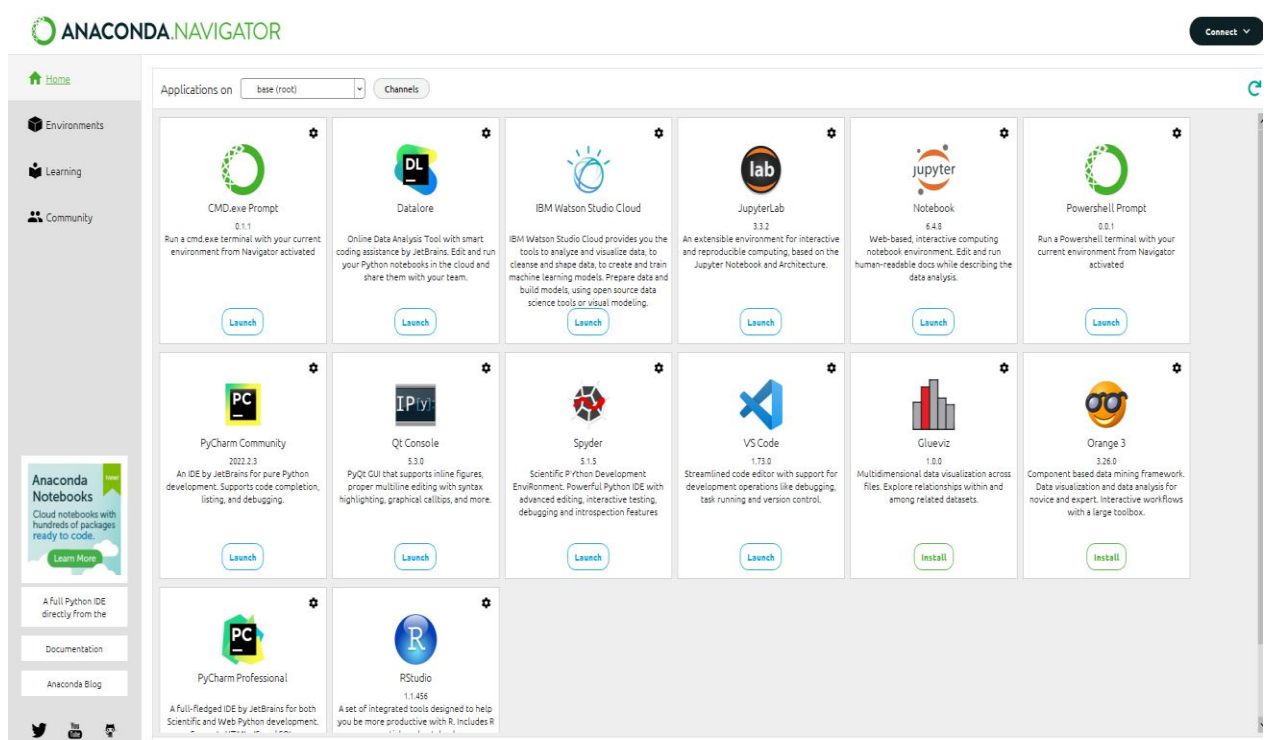 ANACONDA.NAVIGATOR
Connect
Home
Environments
Learning
Community
Applications on
base (root)
Channels
CMD.exe Prompt
0.1.1
Run a cmd.exe terminal with your current
environment from Navigator activated
Launch
DL
Datalore
Online Data Analysis Tool with smart
coding assistance by JetBrains. Edit and run
your Python notebooks in the cloud and
share them with your team.
Launch
IBM Watson Studio Cloud
IBM Watson Studio Cloud provides you the
tools to analyze and visualize data, to
cleanse and shape data, to create and train
machine learning models. Prepare data and
build models, using open source data
science tools or visual modeling.
Launch
lab
JupyterLab
3.3.2
An extensible environment for interactive
and reproducible computing, based on the
Jupyter Notebook and Architecture.
Launch
jupyter
Notebook
6.4.8
Web-based, interactive computing
notebook environment. Edit and run
human-readable docs while describing the
data analysis.
Launch
Powershell Prompt
0.0.1
Run a Powershell terminal with your
current environment from Navigator
activated
Launch
PC
PyCharm Community
2022.2.3
An IDE by JetBrains for pure Python
development. Supports code completion,
listing, and debugging.
Launch
IP[y]:
Qt Console
5.3.0
PyQt GUI that supports inline figures,
proper multiline editing with syntax
highlighting, graphical calltips, and more.
Launch
Spyder
5.1.5
Scientific PYthon Development
EnviRonment. Powerful Python IDE with
advanced editing, interactive testing,
debugging and introspection features
Launch
VS Code
1.73.0
Streamlined code editor with support for
development operations like debugging,
task running and version control.
Launch
Glueviz
1.0.0
Multidimensional data visualization across
files. Explore relationships within and
among related datasets.
Install
Orange 3
3.26.0
Component based data mining framework.
Data visualization and data analysis for
novice and expert. Interactive workflows
with a large toolbox.
Install
PC
PyCharm Professional
A full-fledged IDE by JetBrains for both
Scientific and Web Python development.
R
RStudio
1.1.456
A set of integrated tools designed to help
you be more productive with R. Includes R
New!
Anaconda
Notebooks
Cloud notebooks with
hundreds of packages
ready to code.
Learn More
A full Python IDE
directly from the
Documentation
Anaconda Blog
You
Tube